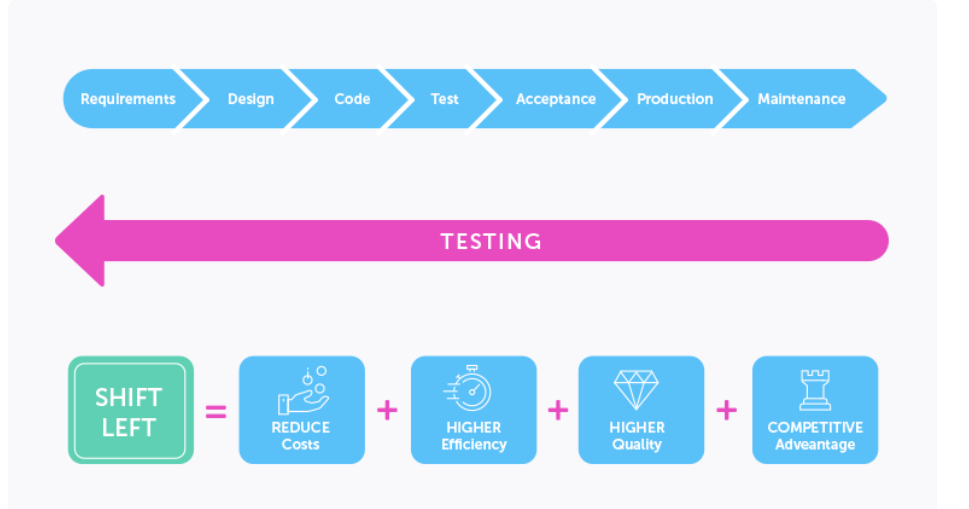 Requirements Design Code Test Acceptance Production Maintenance
TESTING
SHIFT
LEFT
=
REDUCE
Costs
+
HIGHER
Efficiency
+
HIGHER
Quality
+
COMPETITIVE
Adveantage